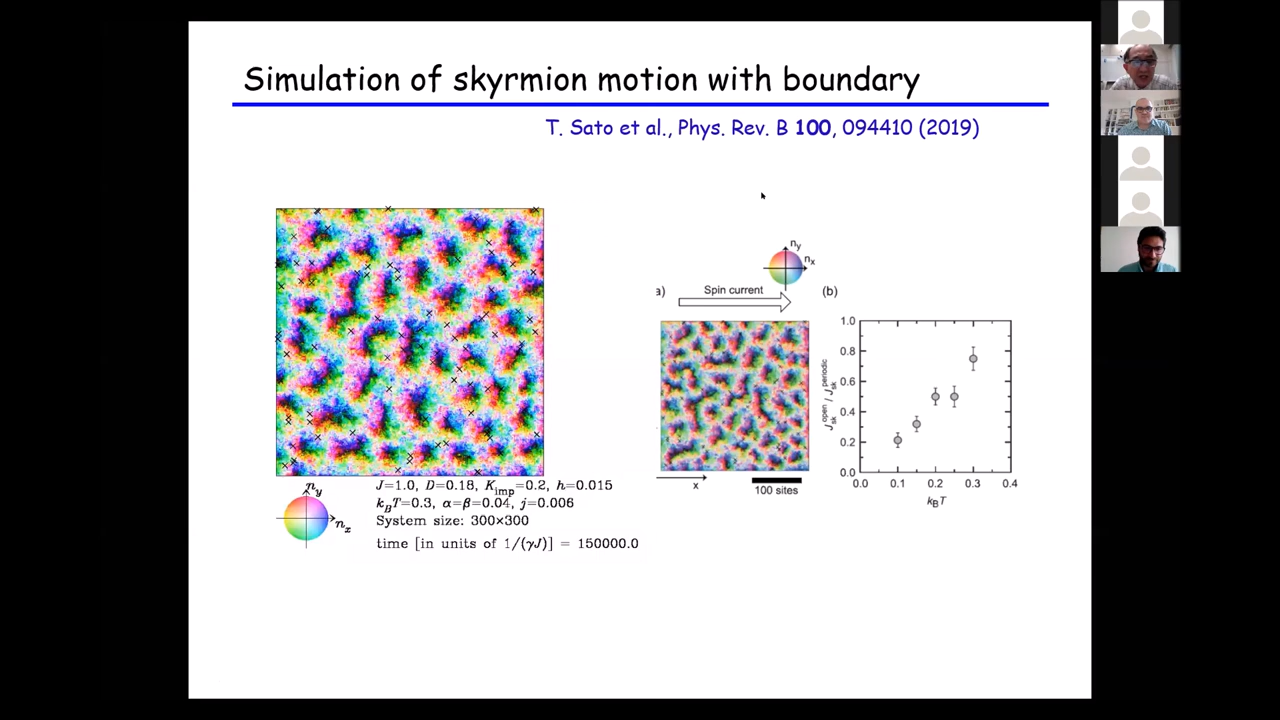 Simulation of skyrmion motion with boundary
T. Sato et al., Phys. Rev. B 100, 094410 (2019)
n_y
n_x
a)
Spin current
x
100 sites
(b)
J_sk^open / J_sk^periodic
1.0
0.8
0.6
0.4
0.2
0.0
0.0 0.1 0.2 0.3 0.4
k_BT
n_y
n_x
J=1.0, D=0.18, K_imp=0.2, h=0.015
k_BT=0.3, α=β=0.04, j=0.006
System size: 300×300
time [in units of 1/(γJ)] = 150000.0